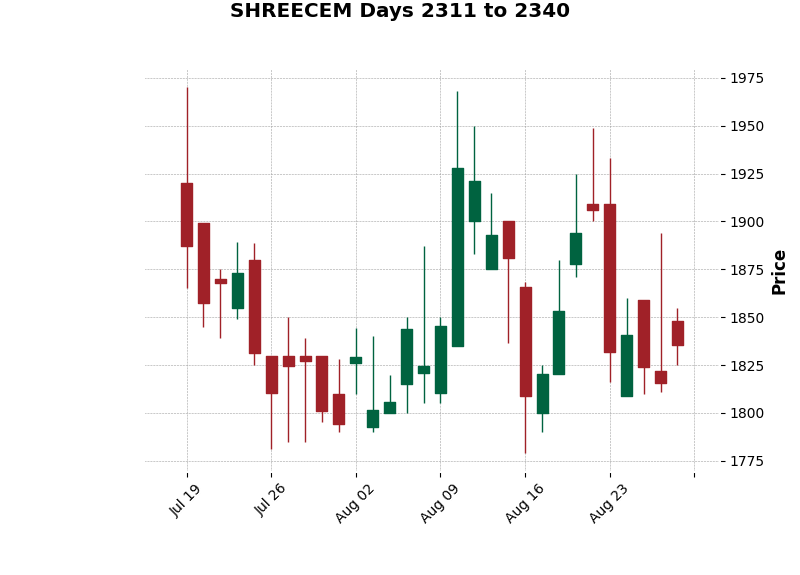 SHREECEM Days 2311 to 2340
1975
1950
1925
1900
1875
1850
1825
1800
1775
Price
Jul 19
Jul 26
Aug 02
Aug 09
Aug 16
Aug 23